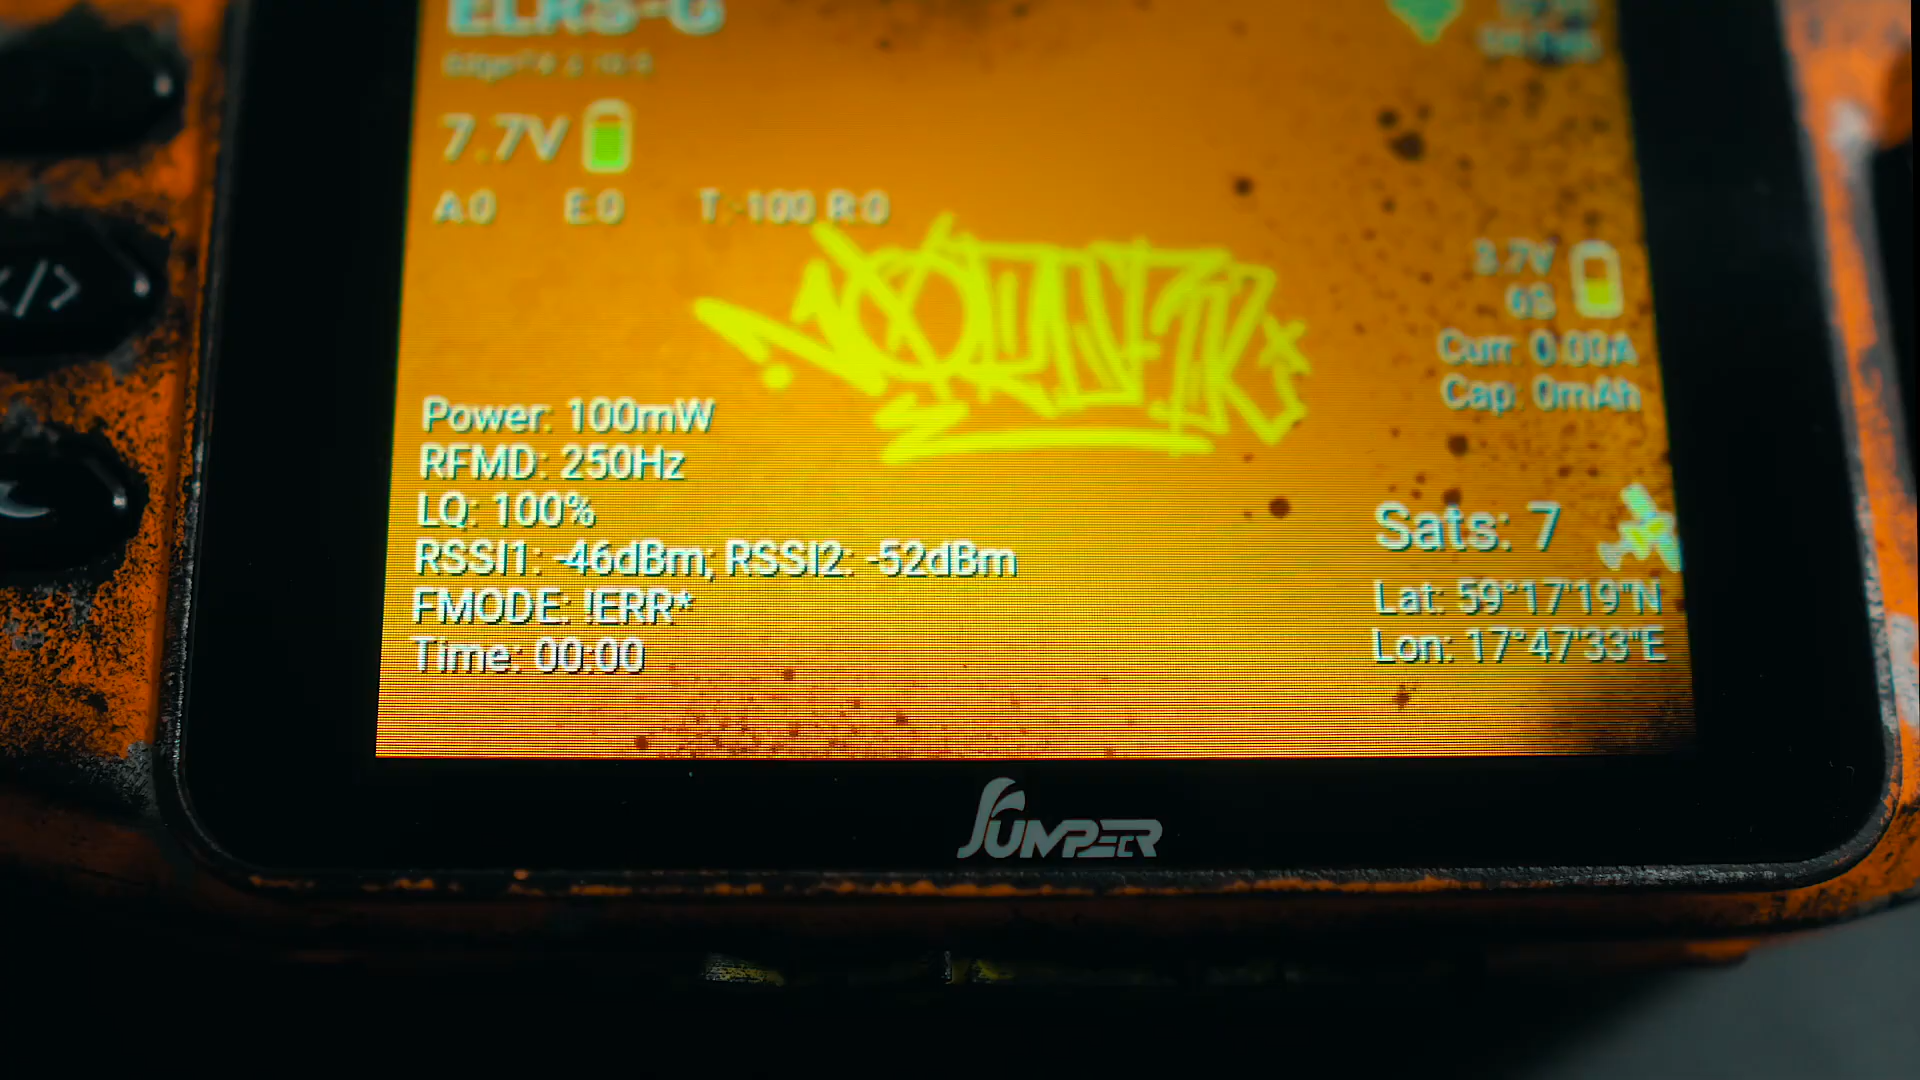 ELRS-G
7.7V
A:0 E:0 T:-100 R:0
3.7V
6S
Curr: 0.00A
Cap: 0mAh
</>
Power: 100mW
RFMD: 250Hz
LQ: 100%
RSSI1: -46dBm; RSSI2: -52dBm
FMODE: !ERR*
Time: 00:00
Sats: 7
Lat: 59°17'19"N
Lon: 17°47'33"E
JUMPER